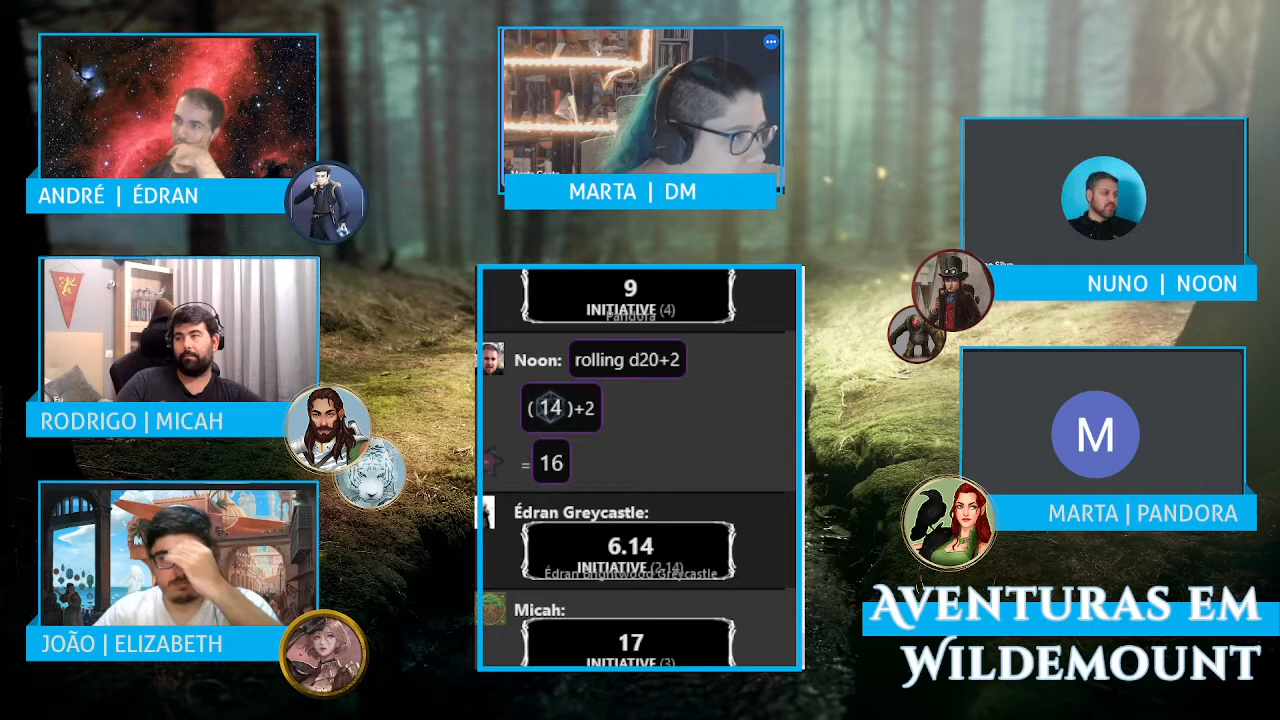 ANDRÉ | ÉDRAN
MARTA | DM
NUNO | NOON
RODRIGO | MICAH
Eu
MARTA | PANDORA
M
JOÃO | ELIZABETH
9
INITIATIVE (4)
Pandora
Noon: rolling d20+2
(14)+2
= 16
Édran Greycastle:
6.14
INITIATIVE (2.14)
Édran Brightwood Greycastle
Micah:
17
INITIATIVE (3)
AVENTURAS EM
WILDEMOUNT